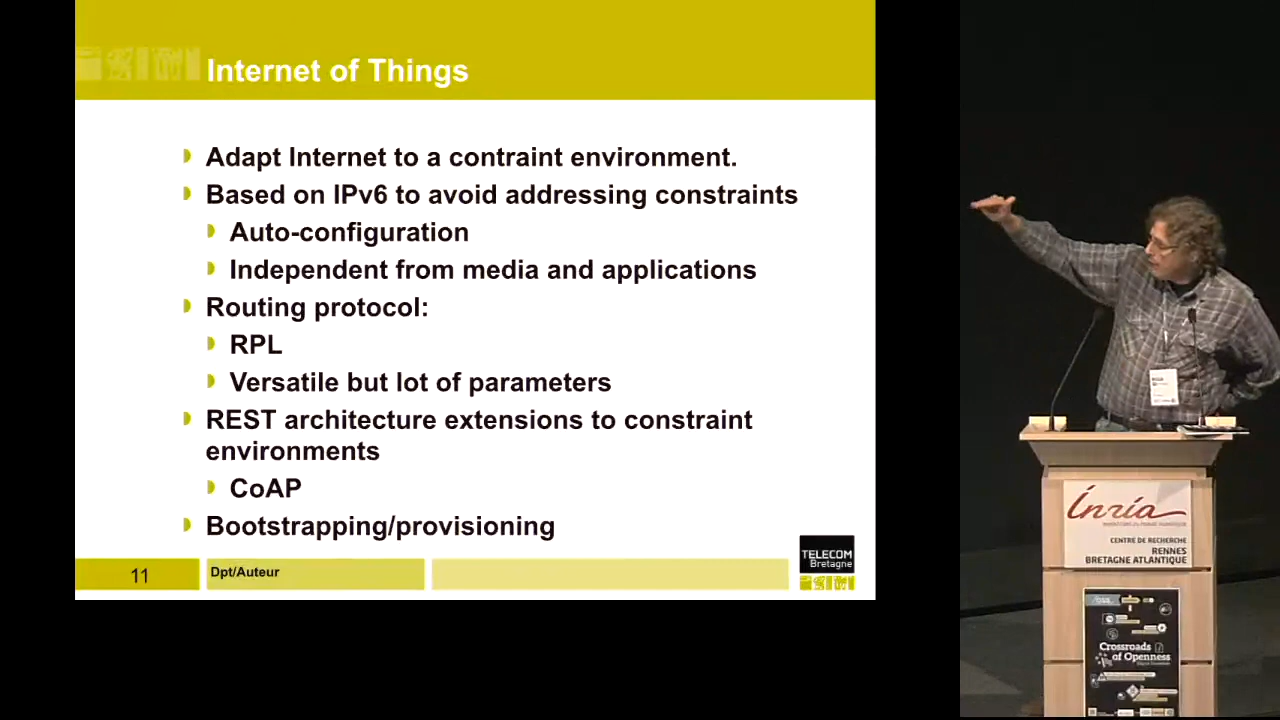 Internet of Things
Adapt Internet to a contraint environment.
Based on IPv6 to avoid addressing constraints
Auto-configuration
Independent from media and applications
Routing protocol:
RPL
Versatile but lot of parameters
REST architecture extensions to constraint
environments
CoAP
Bootstrapping/provisioning
11
Dpt/Auteur
TELECOM
Bretagne
Inria
CENTRE DE RECHERCHE
RENNES
BRETAGNE ATLANTIQUE
Crossroads
of Openness